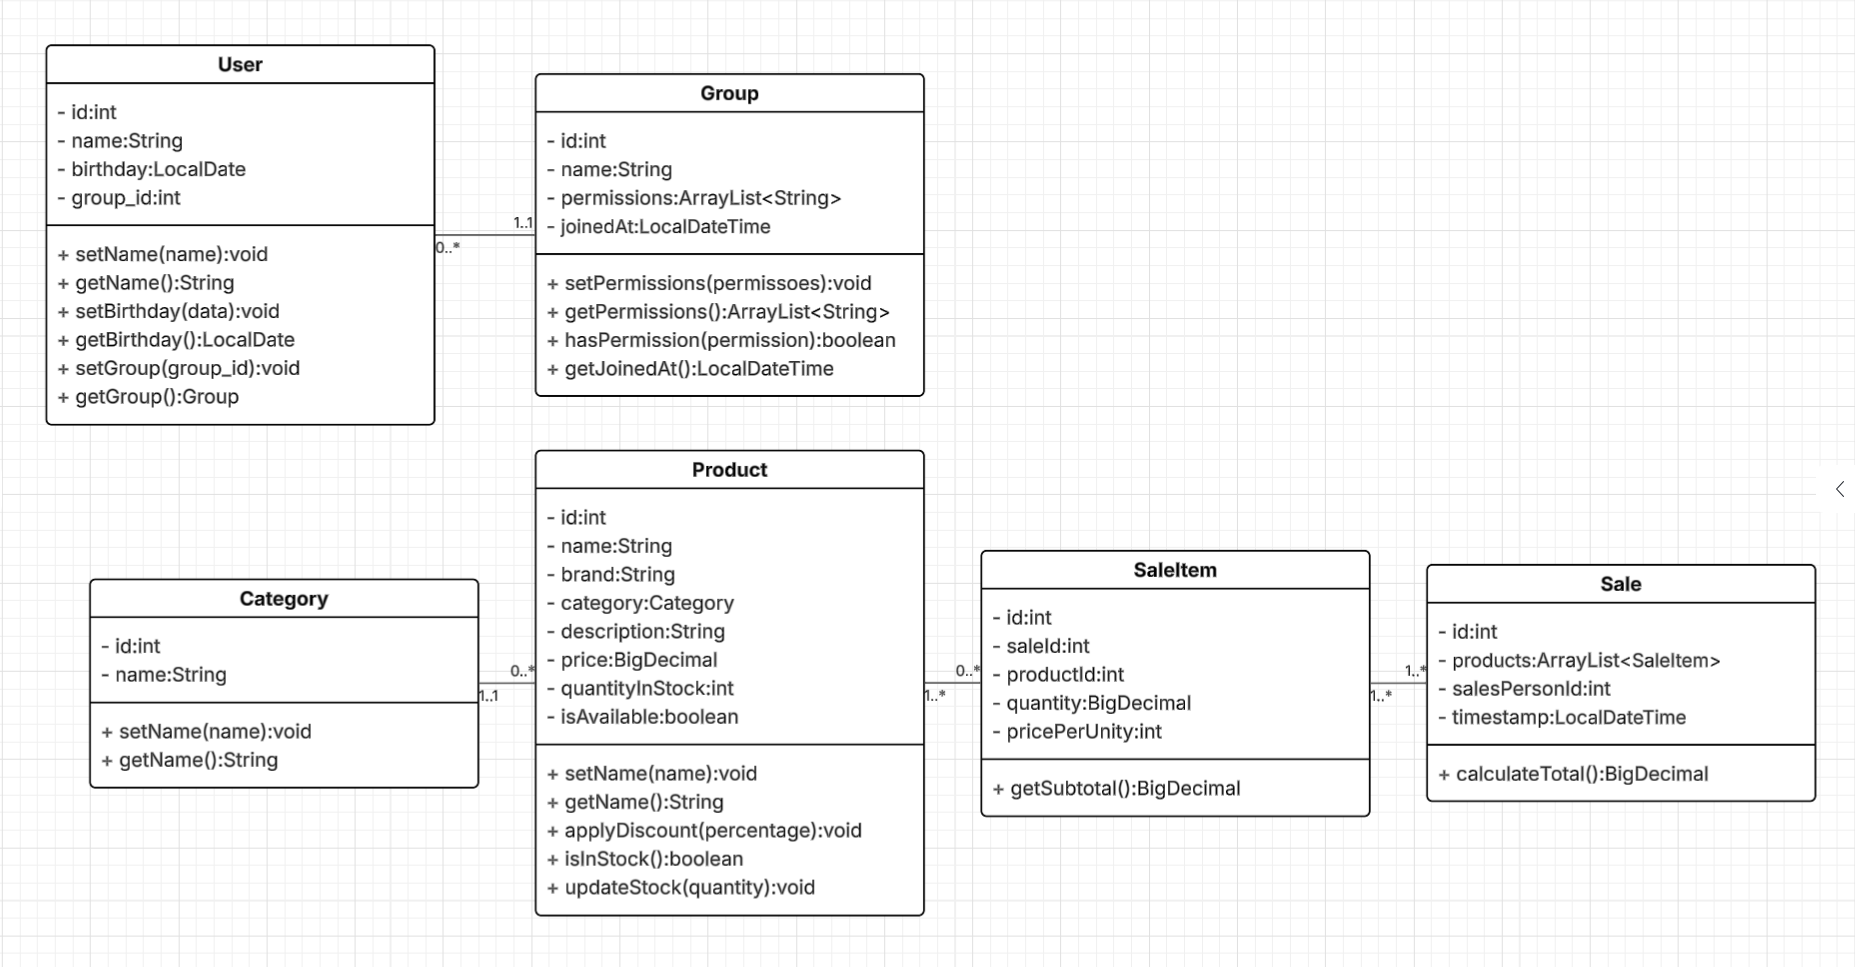 User
- id:int
- name:String
- birthday:LocalDate
- group_id:int
+ setName(name):void
+ getName():String
+ setBirthday(data):void
+ getBirthday():LocalDate
+ setGroup(group_id):void
+ getGroup():Group
0..*
1..1
Group
- id:int
- name:String
- permissions:ArrayList<String>
- joinedAt:LocalDateTime
+ setPermissions(permissoes):void
+ getPermissions():ArrayList<String>
+ hasPermission(permission):boolean
+ getJoinedAt():LocalDateTime
Category
- id:int
- name:String
+ setName(name):void
+ getName():String
1..1
0..*
Product
- id:int
- name:String
- brand:String
- category:Category
- description:String
- price:BigDecimal
- quantityInStock:int
- isAvailable:boolean
+ setName(name):void
+ getName():String
+ applyDiscount(percentage):void
+ isInStock():boolean
+ updateStock(quantity):void
1..*
0..*
SaleItem
- id:int
- saleId:int
- productId:int
- quantity:BigDecimal
- pricePerUnity:int
+ getSubtotal():BigDecimal
1..*
1..*
Sale
- id:int
- products:ArrayList<SaleItem>
- salesPersonId:int
- timestamp:LocalDateTime
+ calculateTotal():BigDecimal